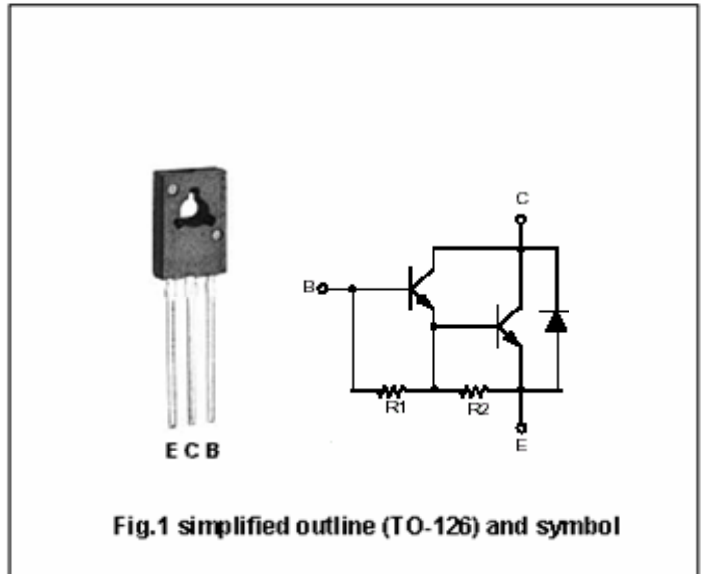 C
B
R1 R2
E
E C B
Fig.1 simplified outline (TO-126) and symbol